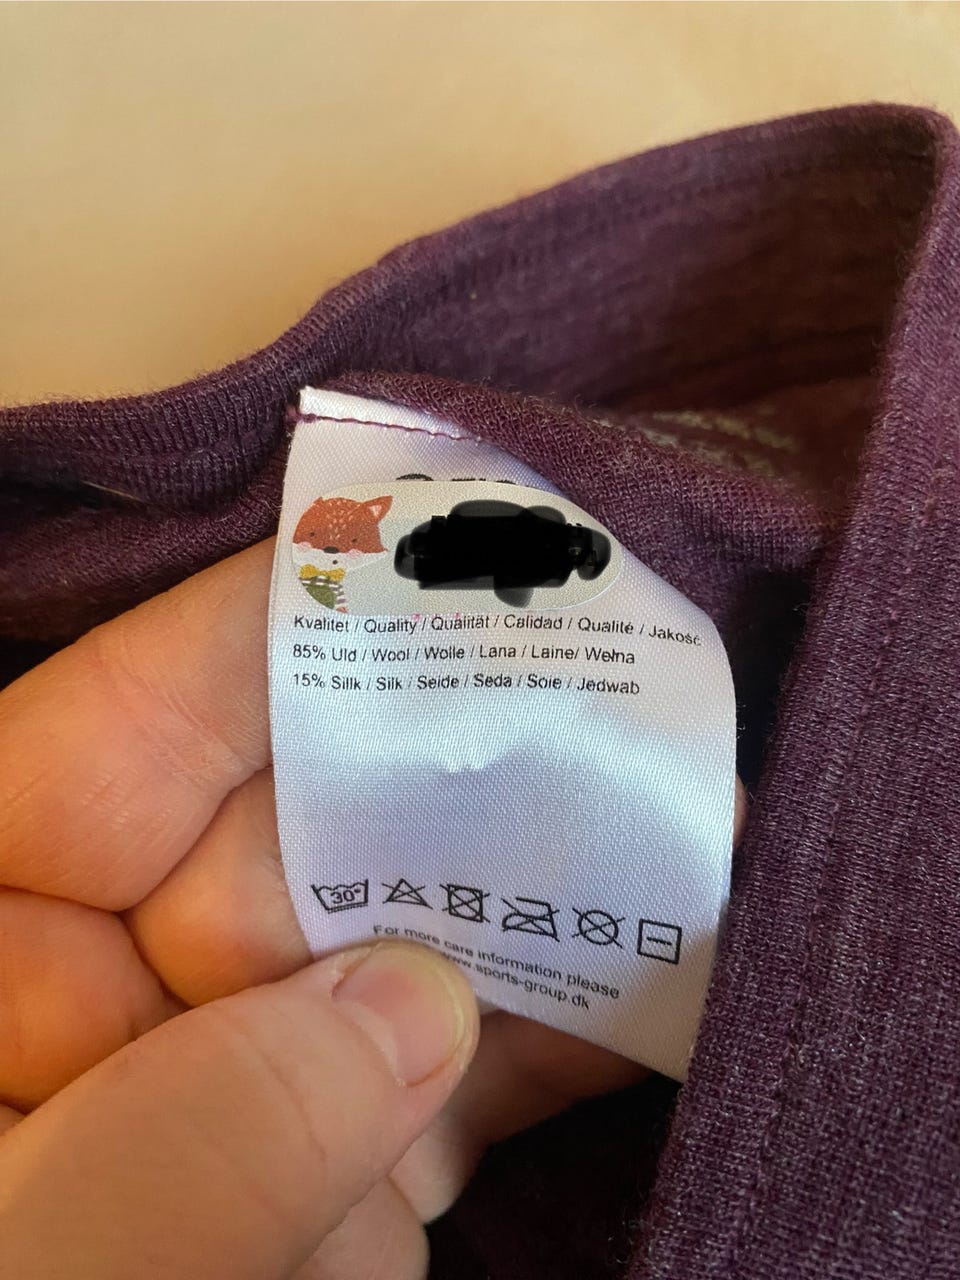 Kvalitet / Quality / Qualität / Calidad / Qualité / Jakość
85% Uld / Wool / Wolle / Lana / Laine/ Wełna
15% Sillk / Silk / Seide / Seda / Soie / Jedwab
30°
For more care information please
www.sports-group.dk